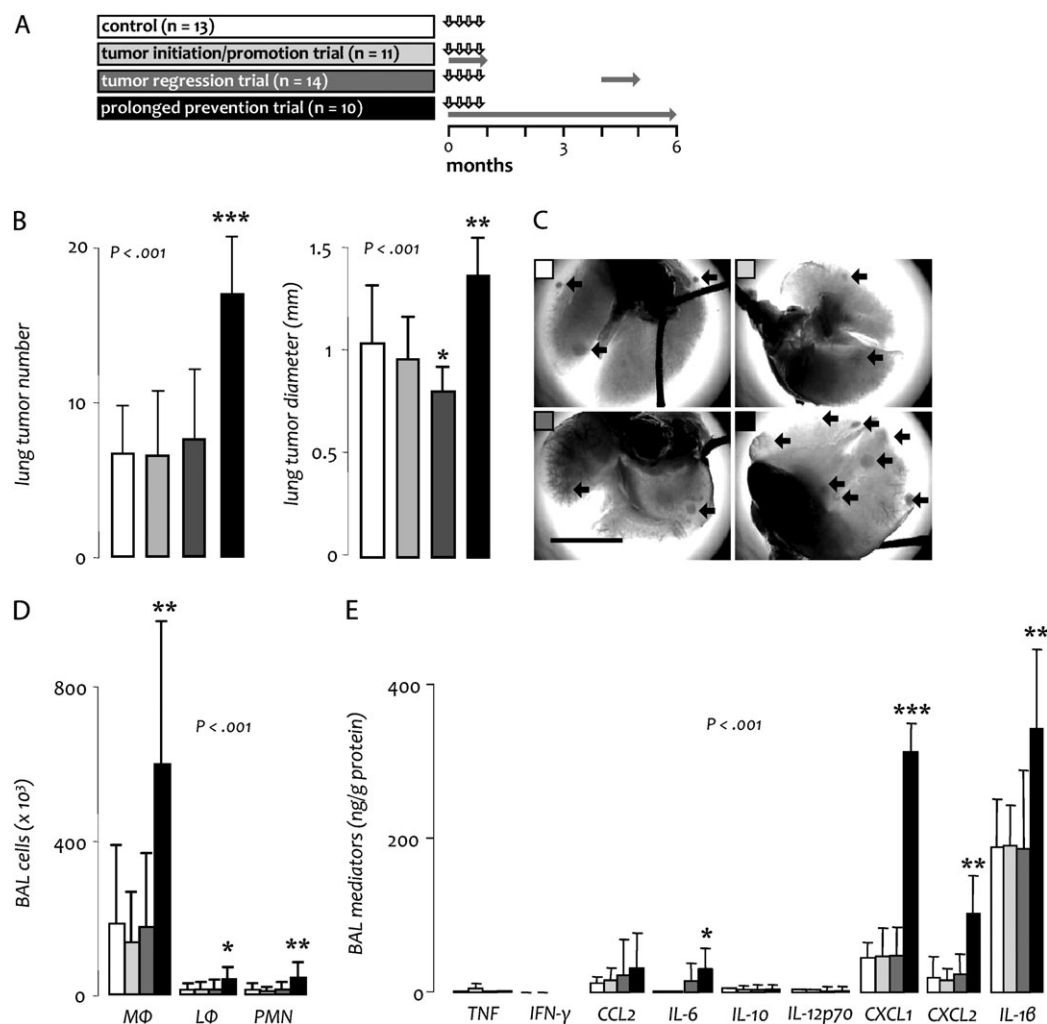 A
control (n = 13)
tumor initiation/promotion trial (n = 11)
tumor regression trial (n = 14)
prolonged prevention trial (n = 10)
0 3 6
months
B
lung tumor number
20
10
0
P < .001
***
lung tumor diameter (mm)
1.5
1
0.5
0
P < .001
*
**
C
D
BAL cells (x 10³)
800
400
0
P < .001
**
*
**
MΦ LΦ PMN
E
BAL mediators (ng/g protein)
400
200
0
P < .001
*
***
**
**
TNF IFN-γ CCL2 IL-6 IL-10 IL-12p70 CXCL1 CXCL2 IL-1β